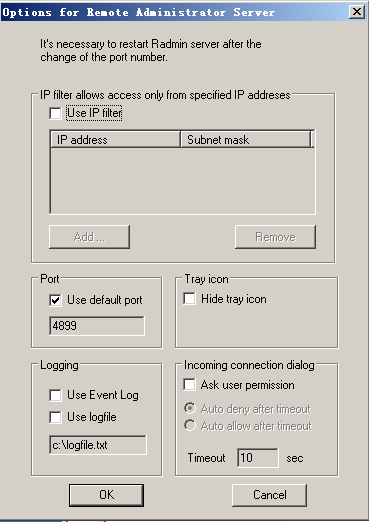 Options for Remote Administrator Server
It's necessary to restart Radmin server after the
change of the port number.
IP filter allows access only from specified IP addreses
Use IP filter
IP address Subnet mask
Add ... Remove
Port Tray icon
Use default port Hide tray icon
4899
Logging Incoming connection dialog
Ask user permission
Use Event Log
Auto deny after timeout
Use logfile
Auto allow after timeout
c:\logfile.txt
Timeout 10 sec
OK Cancel